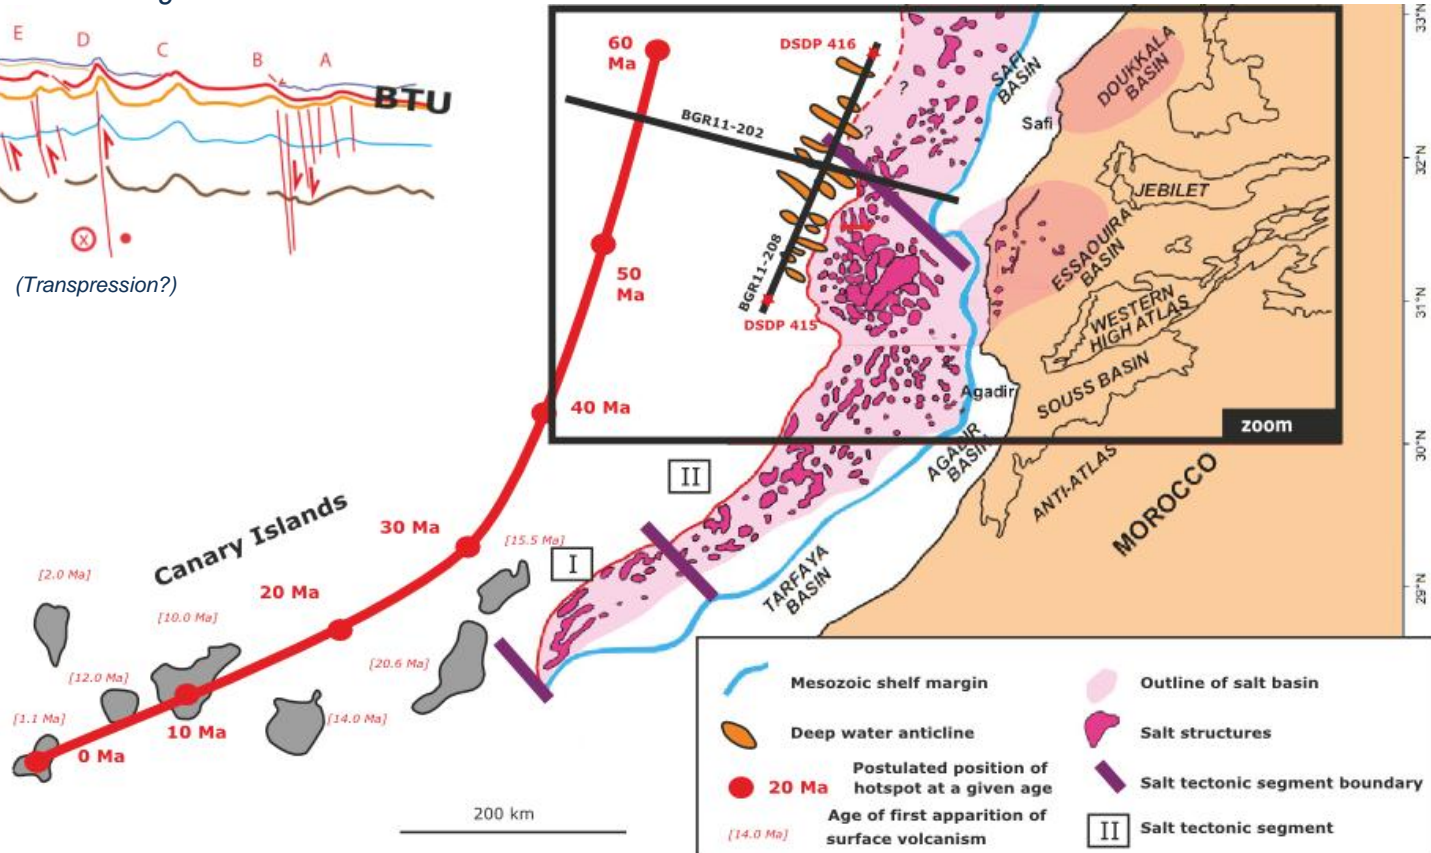 E
D
C
B
A
BTU
X
(Transpression?)
60
Ma
50
Ma
40 Ma
30 Ma
20 Ma
10 Ma
0 Ma
Canary Islands
[2.0 Ma]
[10.0 Ma]
[12.0 Ma]
[1.1 Ma]
[14.0 Ma]
[20.6 Ma]
[15.5 Ma]
I
II
DSDP 416
BGR11-202
BGR11-208
DSDP 415
?
?
SAFI
BASIN
Safi
DOUKKALA
BASIN
JEBILET
ESSAOUIRA
BASIN
WESTERN
HIGH ATLAS
SOUSS BASIN
Agadir
AGADIR
BASIN
ANTI-ATLAS
MOROCCO
TARFAYA
BASIN
zoom
33°N
32°N
31°N
30°N
29°N
200 km
Mesozoic shelf margin
Deep water anticline
20 Ma
Postulated position of
hotspot at a given age
[14.0 Ma]
Age of first apparition of
surface volcanism
Outline of salt basin
Salt structures
Salt tectonic segment boundary
II
Salt tectonic segment